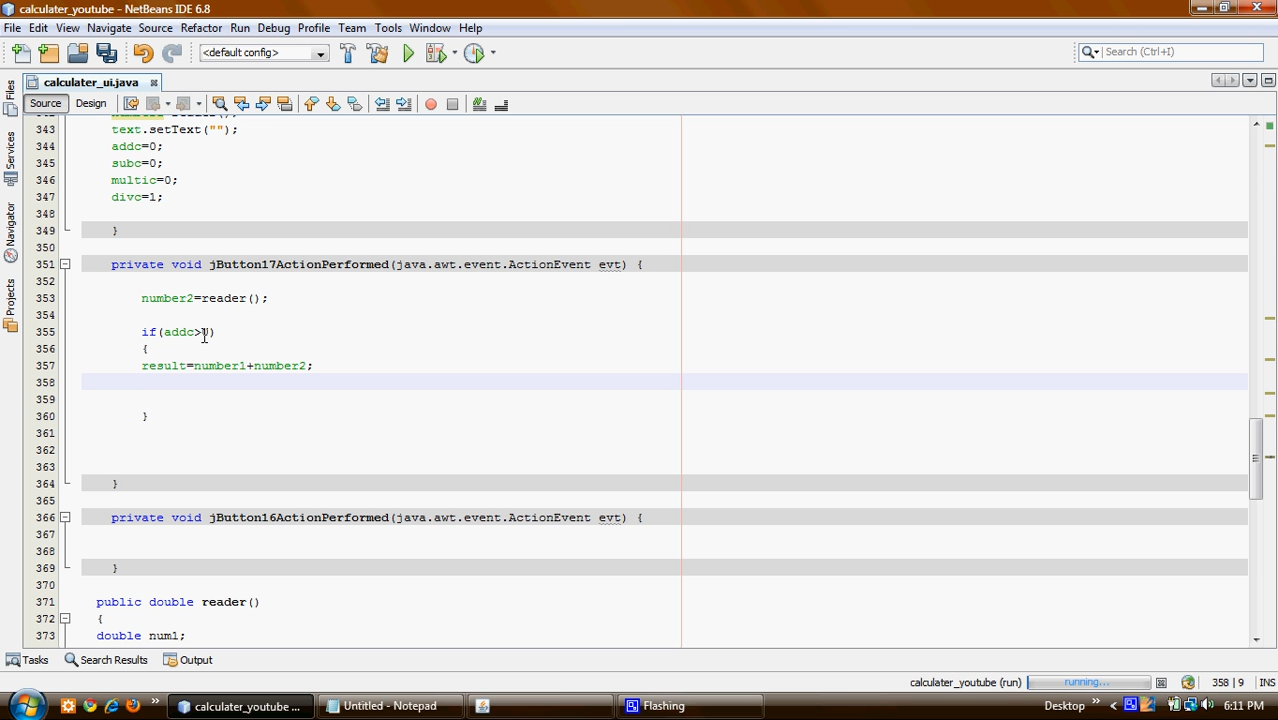 calculater_youtube - NetBeans IDE 6.8
File Edit View Navigate Source Refactor Run Debug Profile Team Tools Window Help
<default config>
Search (Ctrl+I)
calculater_ui.java
Source Design
Files
Services
Navigator
Projects
343 text.setText("");
344 addc=0;
345 subc=0;
346 multic=0;
347 divc=1;
348
349 }
350
351 private void jButton17ActionPerformed(java.awt.event.ActionEvent evt) {
352
353 number2=reader();
354
355 if(addc>0)
356 {
357 result=number1+number2;
358
359
360 }
361
362
363
364 }
365
366 private void jButton16ActionPerformed(java.awt.event.ActionEvent evt) {
367
368
369 }
370
371 public double reader()
372 {
373 double num1;
Tasks Search Results Output
calculater_youtube (run) running... 358 | 9 INS
calculater_youtube ... Untitled - Notepad Flashing Desktop 6:11 PM